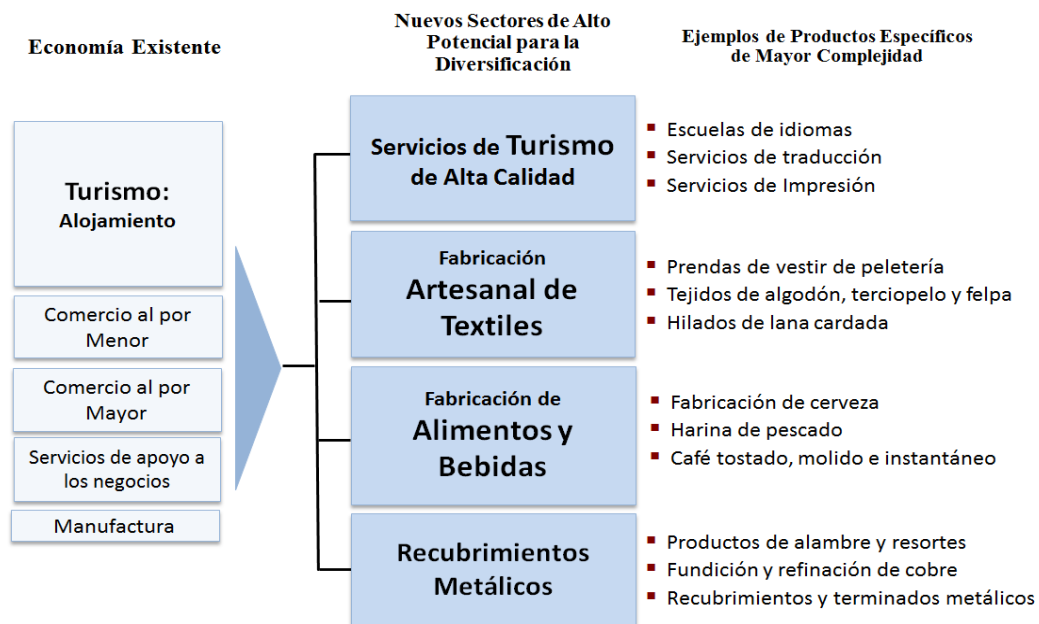 Economía Existente
Nuevos Sectores de Alto
Potencial para la
Diversificación
Ejemplos de Productos Específicos
de Mayor Complejidad
Turismo:
Alojamiento
Comercio al por
Menor
Comercio al por
Mayor
Servicios de apoyo a
los negocios
Manufactura
Servicios de Turismo
de Alta Calidad
▪ Escuelas de idiomas
▪ Servicios de traducción
▪ Servicios de Impresión
Fabricación
Artesanal de
Textiles
▪ Prendas de vestir de peletería
▪ Tejidos de algodón, terciopelo y felpa
▪ Hilados de lana cardada
Fabricación de
Alimentos y
Bebidas
▪ Fabricación de cerveza
▪ Harina de pescado
▪ Café tostado, molido e instantáneo
Recubrimientos
Metálicos
▪ Productos de alambre y resortes
▪ Fundición y refinación de cobre
▪ Recubrimientos y terminados metálicos